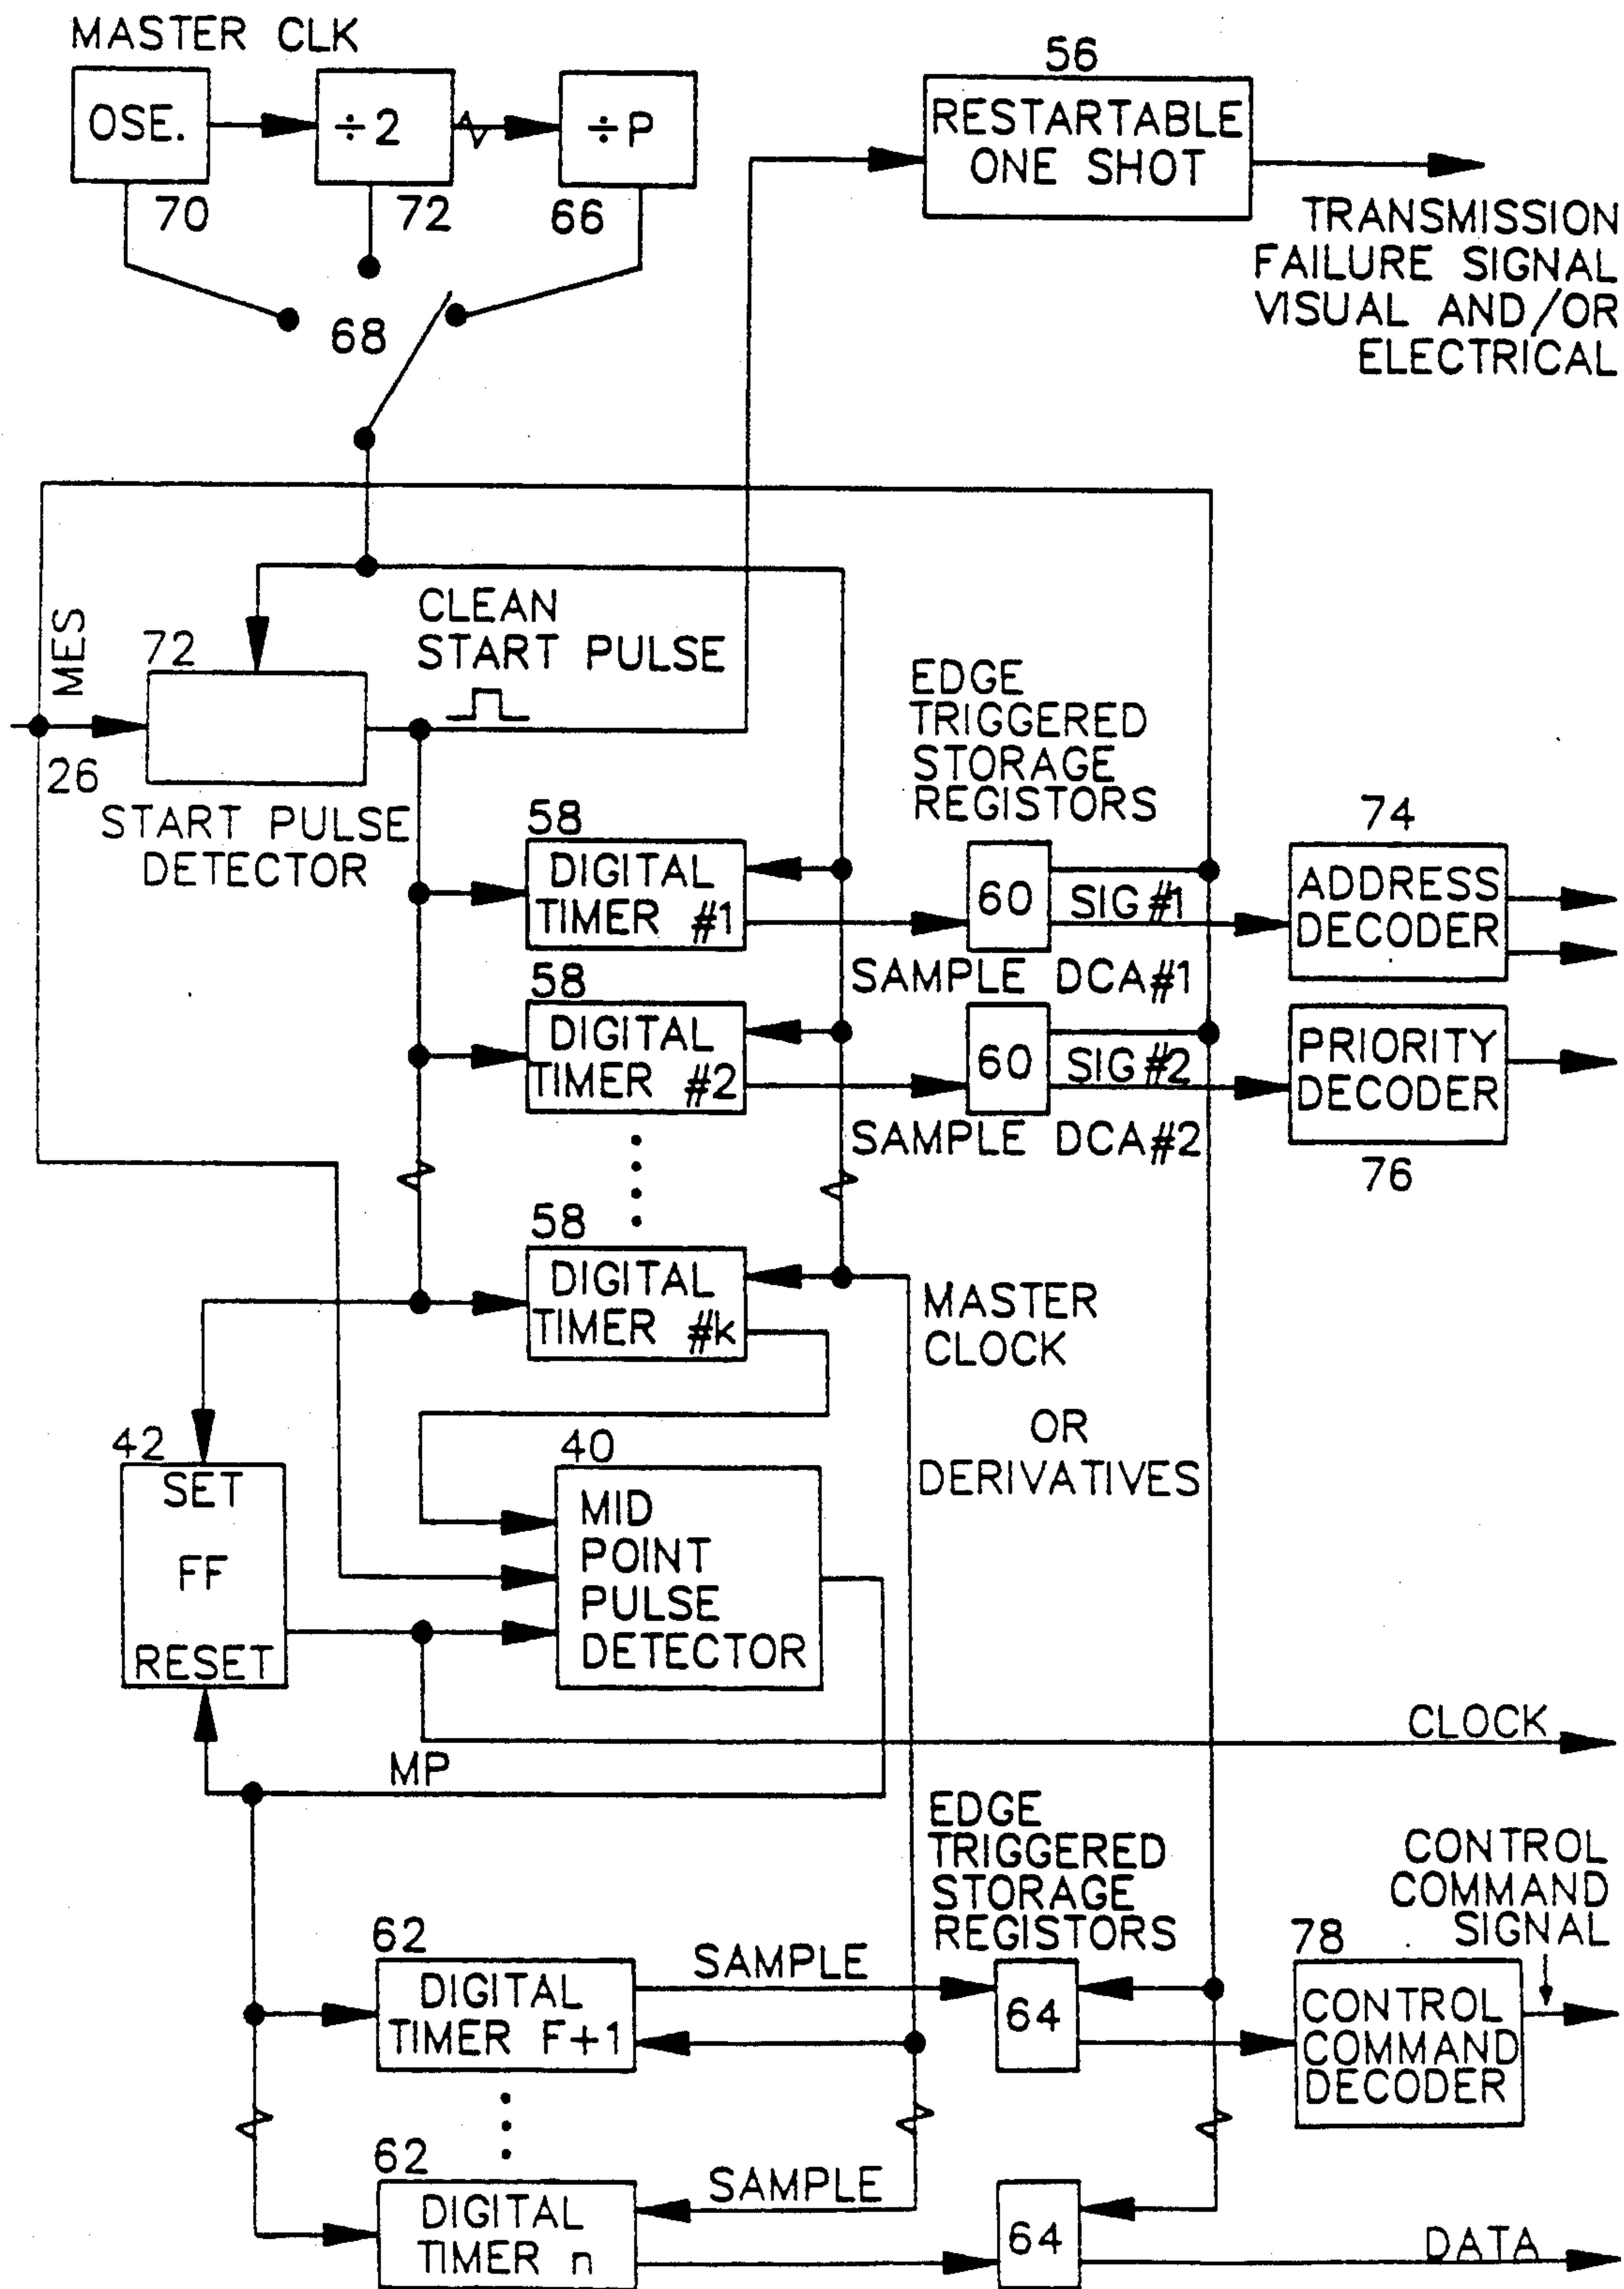 MASTER CLK
OSE.
÷2
÷P
70
72
66
68
56
RESTARTABLE
ONE SHOT
TRANSMISSION
FAILURE SIGNAL
VISUAL AND/OR
ELECTRICAL
MES
26
72
START PULSE
DETECTOR
CLEAN
START PULSE
EDGE
TRIGGERED
STORAGE
REGISTORS
58
DIGITAL
TIMER #1
60
SIG#1
SAMPLE DCA#1
74
ADDRESS
DECODER
58
DIGITAL
TIMER #2
60
SIG#2
SAMPLE DCA#2
PRIORITY
DECODER
76
58
DIGITAL
TIMER #k
MASTER
CLOCK
OR
DERIVATIVES
42
SET
FF
RESET
40
MID
POINT
PULSE
DETECTOR
CLOCK
MP
EDGE
TRIGGERED
STORAGE
REGISTORS
CONTROL
COMMAND
SIGNAL
62
DIGITAL
TIMER F+1
SAMPLE
64
78
CONTROL
COMMAND
DECODER
62
DIGITAL
TIMER n
SAMPLE
64
DATA